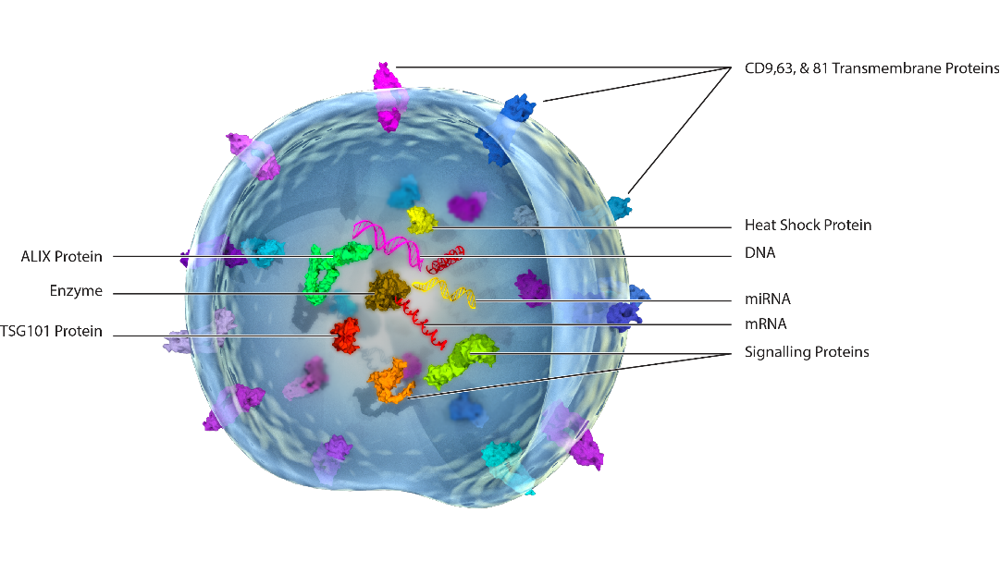 CD9,63, & 81 Transmembrane Proteins
Heat Shock Protein
ALIX Protein
DNA
Enzyme
miRNA
mRNA
TSG101 Protein
Signalling Proteins